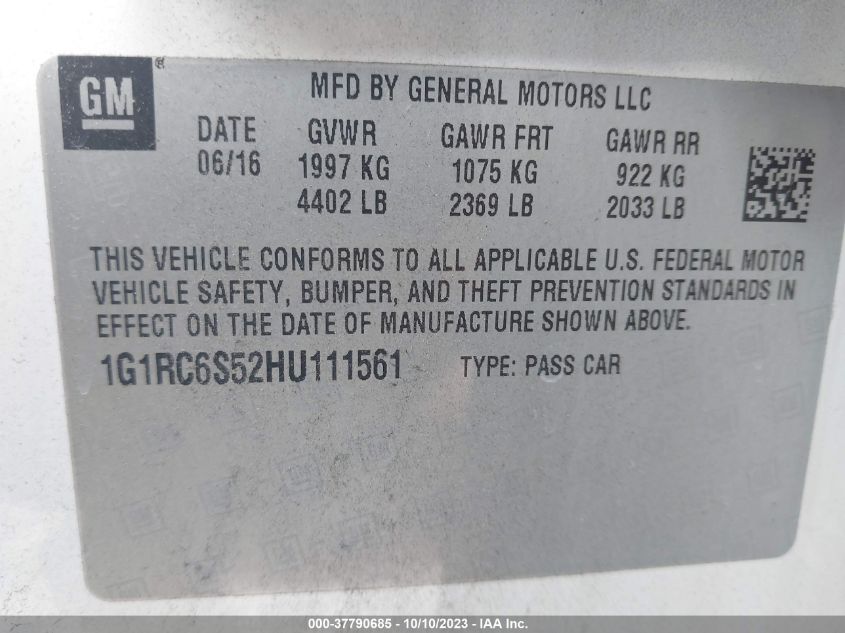 GM®
MFD BY GENERAL MOTORS LLC
DATE GVWR GAWR FRT GAWR RR
06/16 1997 KG 1075 KG 922 KG
4402 LB 2369 LB 2033 LB
THIS VEHICLE CONFORMS TO ALL APPLICABLE U.S. FEDERAL MOTOR
VEHICLE SAFETY, BUMPER, AND THEFT PREVENTION STANDARDS IN
EFFECT ON THE DATE OF MANUFACTURE SHOWN ABOVE.
1G1RC6S52HU111561 TYPE: PASS CAR
000-37790685 - 10/10/2023 - IAA Inc.